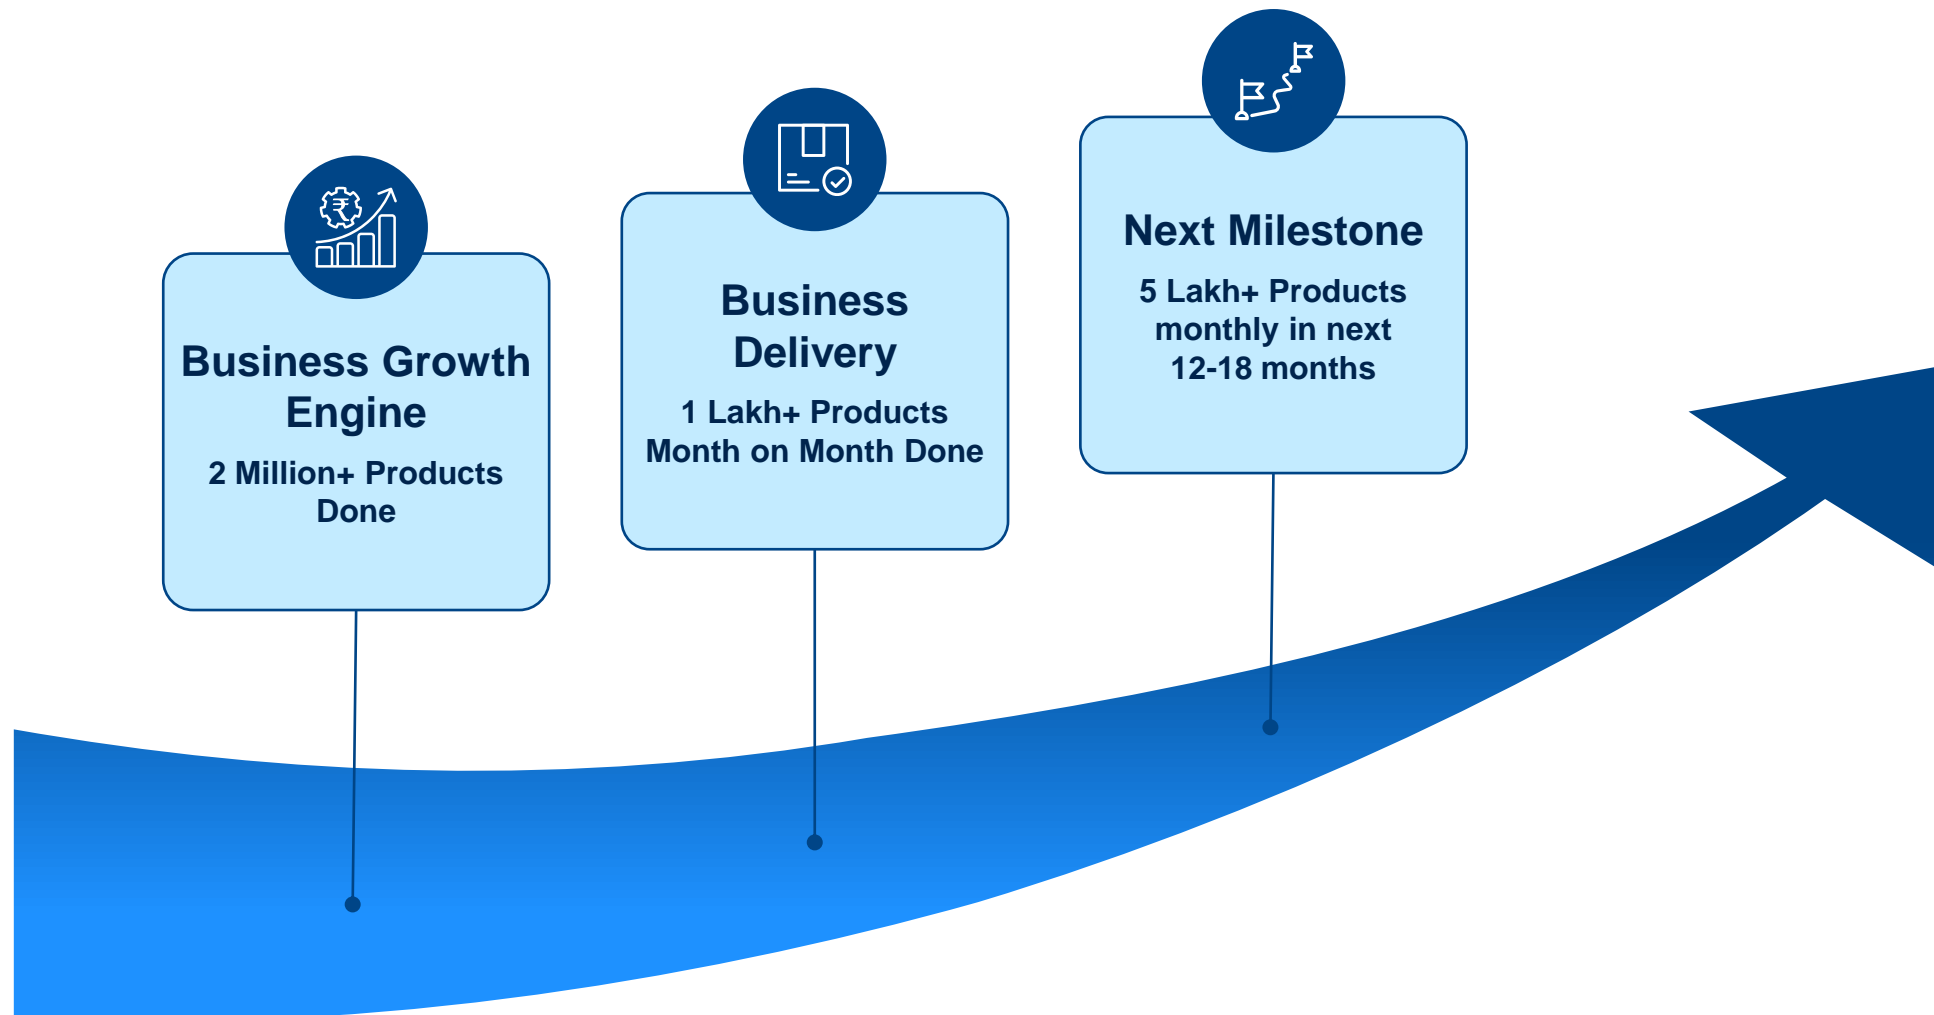 Business Growth
Engine
2 Million+ Products
Done
Business
Delivery
1 Lakh+ Products
Month on Month Done
Next Milestone
5 Lakh+ Products
monthly in next
12-18 months